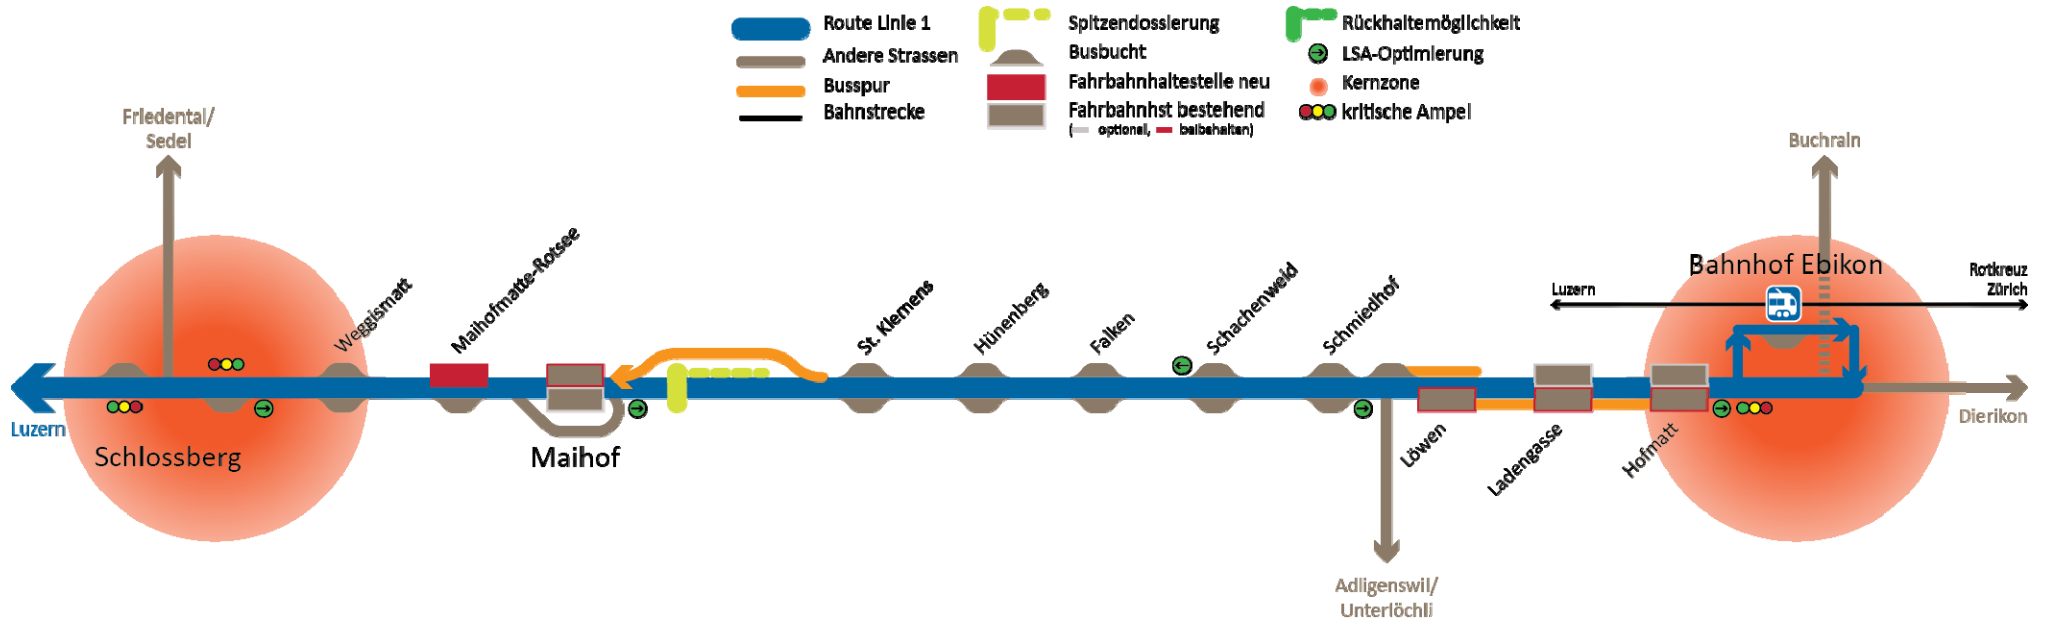 Route Linie 1
Andere Strassen
Busspur
Bahnstrecke
Spitzendosierung
Busbucht
Fahrbahnhaltestelle neu
Fahrbahnhst bestehend
( optional, beibehalten)
Rückhaltemöglichkeit
LSA-Optimierung
Kernzone
kritische Ampel
Friedental/
Sedel
Buchrain
Bahnhof Ebikon
Luzern
Rotkreuz
Zürich
Weggismatt
Maihofmatte-Rotsee
St. Klemens
Hünenberg
Falken
Schachenweid
Schmiedhof
Luzern
Schlossberg
Maihof
Löwen
Ladengasse
Hofmatt
Dierikon
Adligenswil/
Unterlöchli